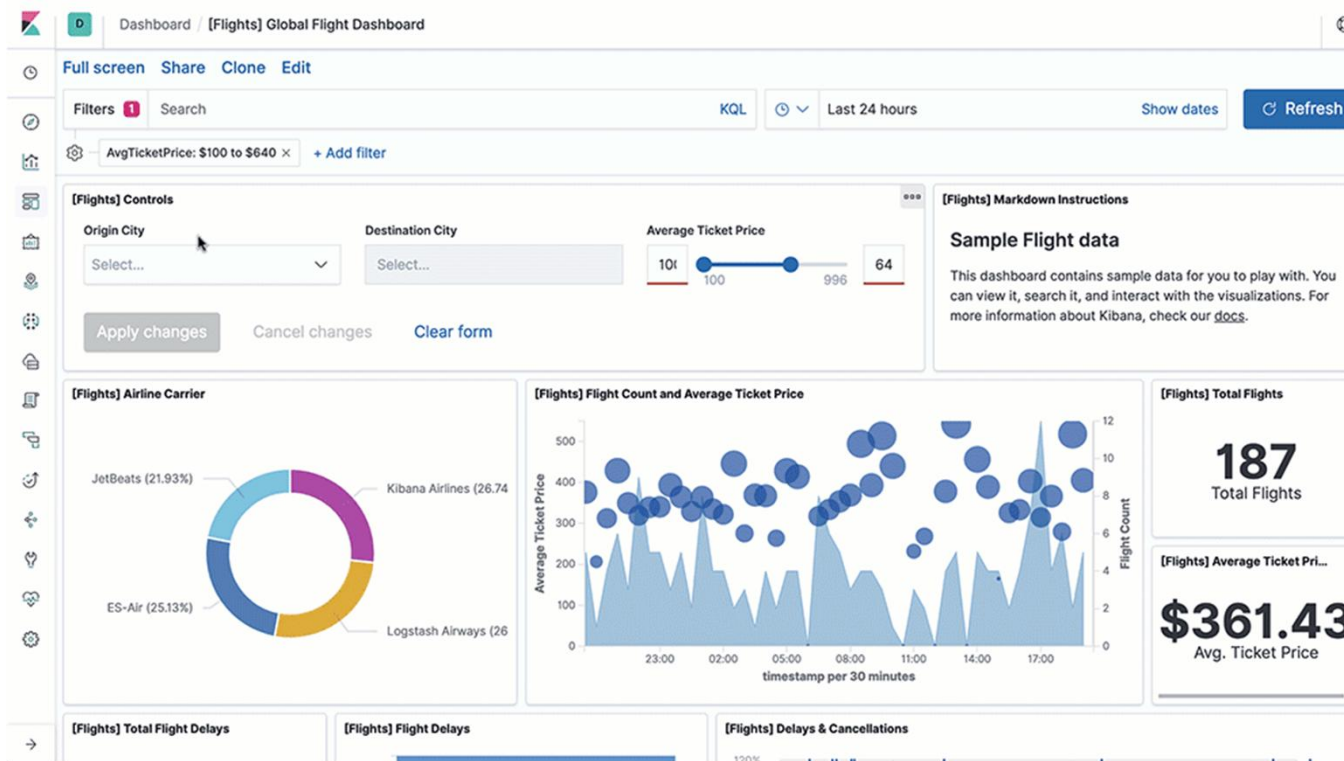 D Dashboard / [Flights] Global Flight Dashboard
Full screen Share Clone Edit
Filters 1 Search KQL Last 24 hours Show dates Refresh
AvgTicketPrice: $100 to $640 × + Add filter
[Flights] Controls
Origin City Destination City Average Ticket Price
Select... Select... 10 64
100 996
Apply changes Cancel changes Clear form
[Flights] Markdown Instructions
Sample Flight data
This dashboard contains sample data for you to play with. You
can view it, search it, and interact with the visualizations. For
more information about Kibana, check our docs.
[Flights] Airline Carrier
JetBeats (21.93%)
Kibana Airlines (26.74
ES-Air (25.13%)
Logstash Airways (26
[Flights] Flight Count and Average Ticket Price
Average Ticket Price
500
400
300
200
100
0
12
10
8
6
4
2
0
Flight Count
23:00 02:00 05:00 08:00 11:00 14:00 17:00
timestamp per 30 minutes
[Flights] Total Flights
187
Total Flights
[Flights] Average Ticket Pri...
$361.43
Avg. Ticket Price
[Flights] Total Flight Delays
[Flights] Flight Delays
[Flights] Delays & Cancellations
120%